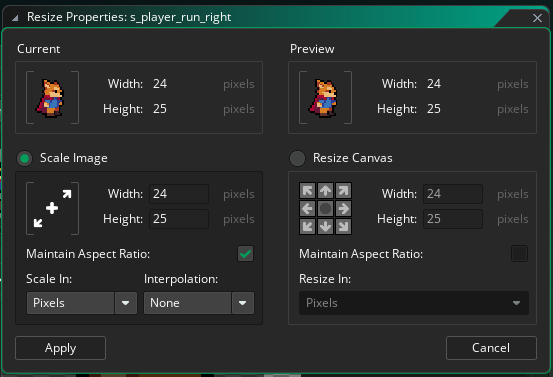 Resize Properties: s_player_run_right
Current
Width: 24 pixels
Height: 25 pixels
Preview
Width: 24 pixels
Height: 25 pixels
Scale Image
Width: 24 pixels
Height: 25 pixels
Maintain Aspect Ratio:
Scale In: Interpolation:
Pixels None
Resize Canvas
Width: 24 pixels
Height: 25 pixels
Maintain Aspect Ratio:
Resize In:
Pixels
Apply Cancel